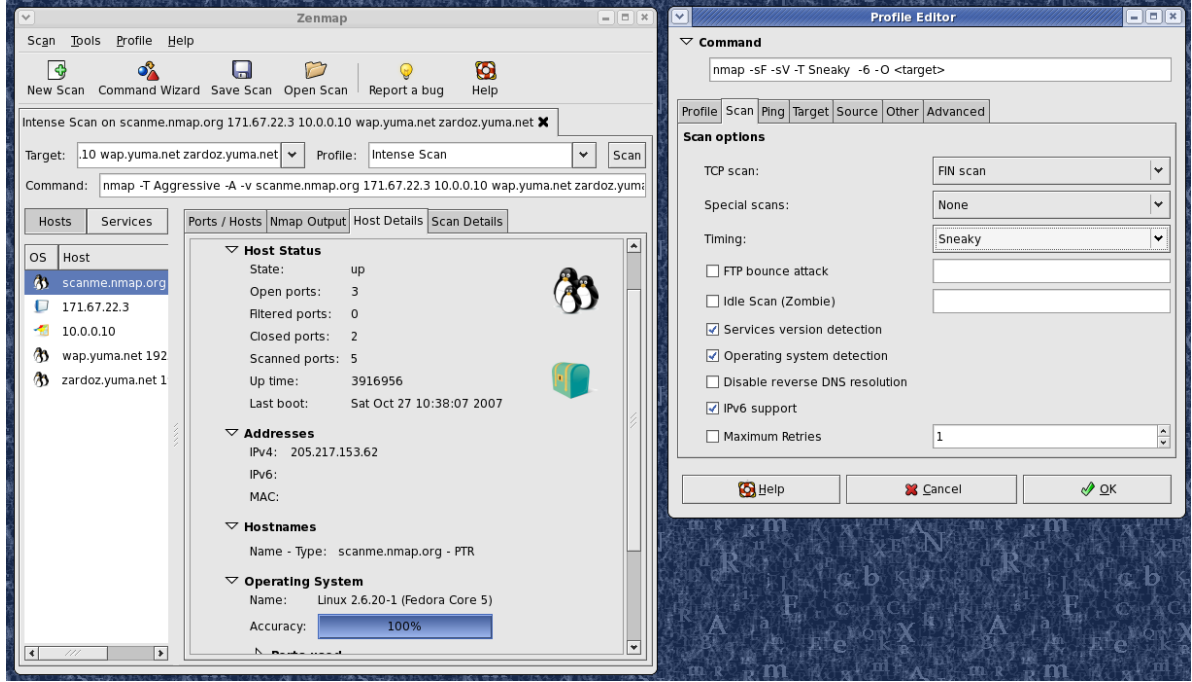 Zenmap
Scan Tools Profile Help
New Scan Command Wizard Save Scan Open Scan Report a bug Help
Intense Scan on scanme.nmap.org 171.67.22.3 10.0.0.10 wap.yuma.net zardoz.yuma.net
Target: .10 wap.yuma.net zardoz.yuma.net Profile: Intense Scan Scan
Command: nmap -T Aggressive -A -v scanme.nmap.org 171.67.22.3 10.0.0.10 wap.yuma.net zardoz.yuma
Hosts Services
OS Host
scanme.nmap.org
171.67.22.3
10.0.0.10
wap.yuma.net 192
zardoz.yuma.net 1
Ports / Hosts Nmap Output Host Details Scan Details
Host Status
State: up
Open ports: 3
Filtered ports: 0
Closed ports: 2
Scanned ports: 5
Up time: 3916956
Last boot: Sat Oct 27 10:38:07 2007
Addresses
IPv4: 205.217.153.62
IPv6:
MAC:
Hostnames
Name - Type: scanme.nmap.org - PTR
Operating System
Name: Linux 2.6.20-1 (Fedora Core 5)
Accuracy: 100%
Ports used
Profile Editor
Command
nmap -sF -sV -T Sneaky -6 -O <target>
Profile Scan Ping Target Source Other Advanced
Scan options
TCP scan: FIN scan
Special scans: None
Timing: Sneaky
FTP bounce attack
Idle Scan (Zombie)
Services version detection
Operating system detection
Disable reverse DNS resolution
IPv6 support
Maximum Retries 1
Help Cancel OK